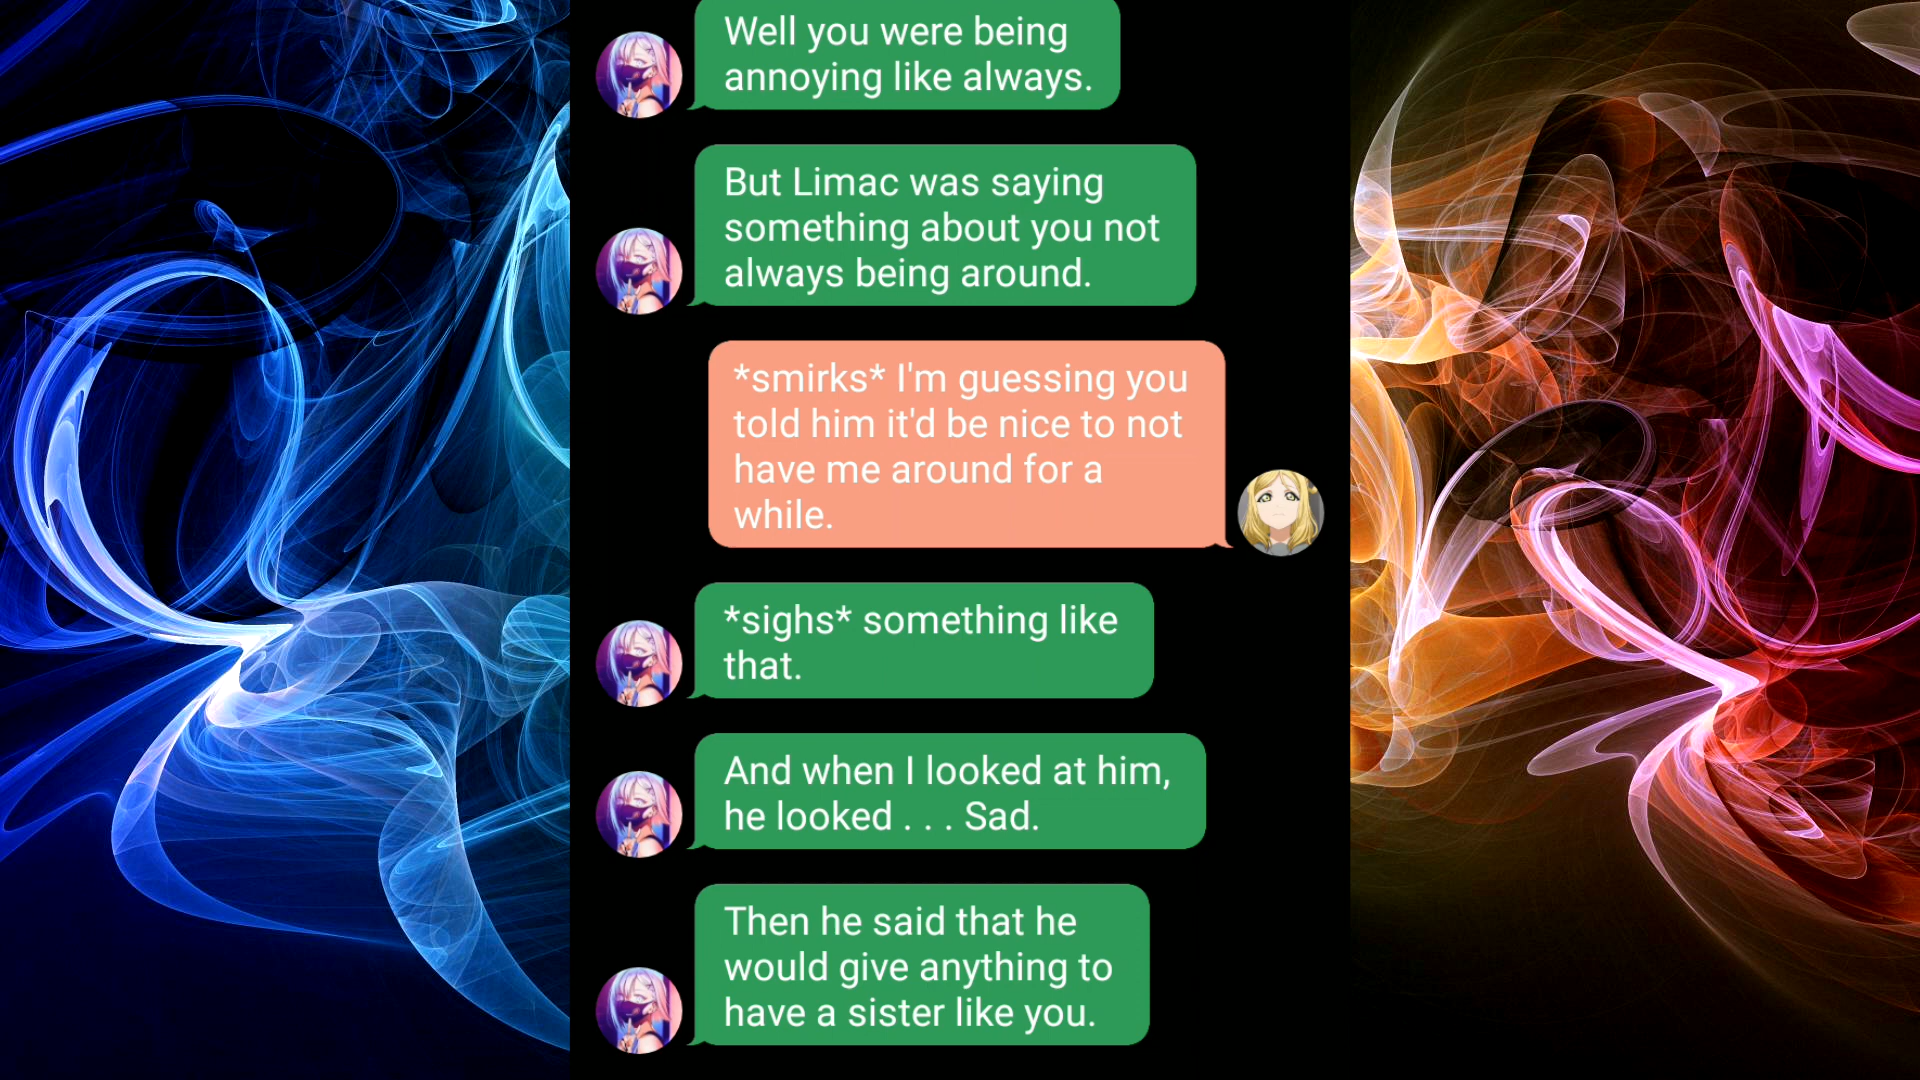 Well you were being
annoying like always.
But Limac was saying
something about you not
always being around.
*smirks* I'm guessing you
told him it'd be nice to not
have me around for a
while.
*sighs* something like
that.
And when I looked at him,
he looked . . . Sad.
Then he said that he
would give anything to
have a sister like you.